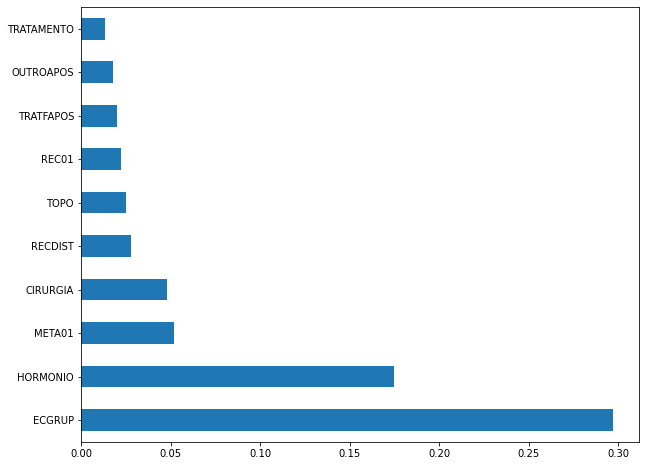 TRATAMENTO
OUTROAPOS
TRATFAPOS
REC01
TOPO
RECDIST
CIRURGIA
META01
HORMONIO
ECGRUP
0.00 0.05 0.10 0.15 0.20 0.25 0.30